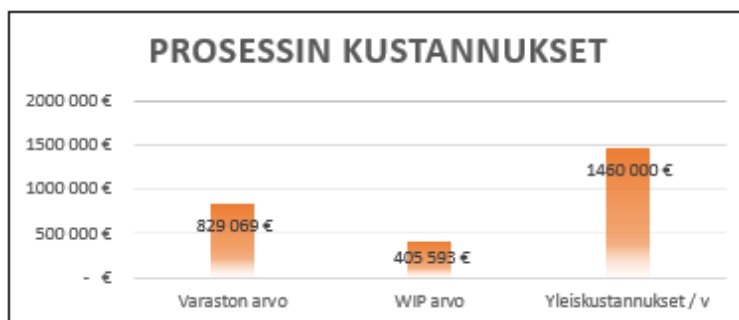 PROSESSIN KUSTANNUKSET
2000 000 €
1500 000 €
1000 000 €
500 000 €
- €
829 069 €
405 593 €
1460 000 €
Varaston arvo
WIP arvo
Yleiskustannukset / v